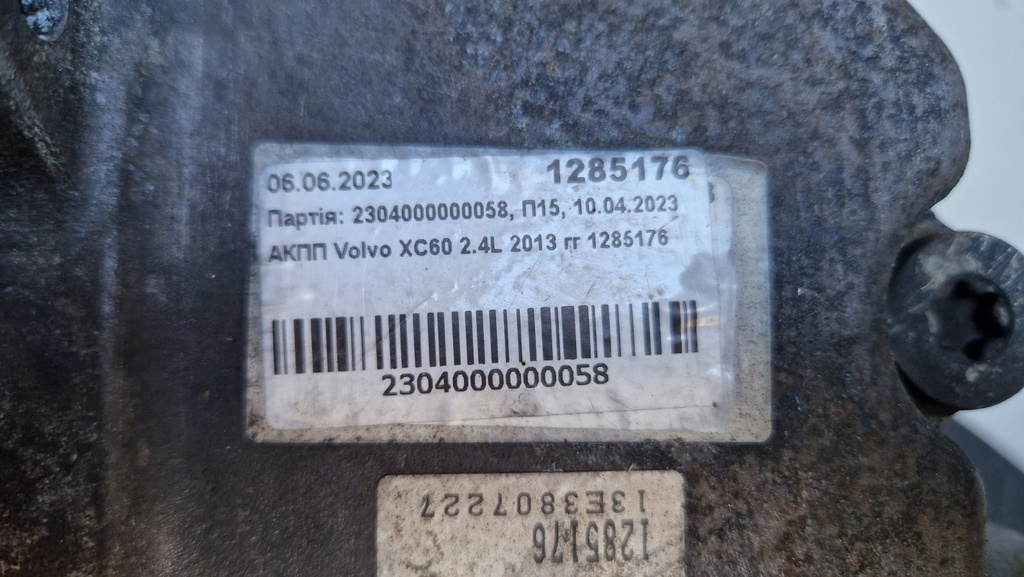 06.06.2023 1285176
Партія: 2304000000058, П15, 10.04.2023
АКПП Volvo XC60 2.4L 2013 гг 1285176
2304000000058
1285176
13E3807227